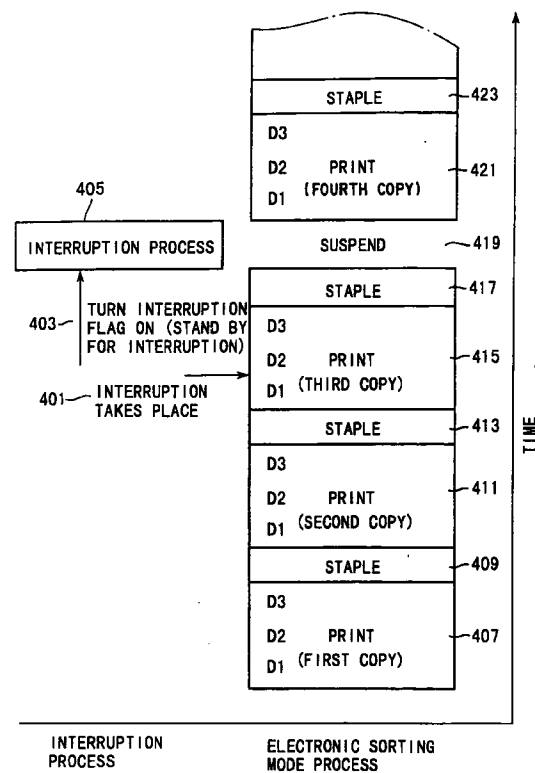 STAPLE
423
D3
D2 PRINT
(FOURTH COPY)
D1
421
405
INTERRUPTION PROCESS
SUSPEND
419
STAPLE
417
403
TURN INTERRUPTION
FLAG ON (STAND BY
FOR INTERRUPTION)
D3
D2 PRINT
(THIRD COPY)
D1
415
401
INTERRUPTION
TAKES PLACE
STAPLE
413
D3
D2 PRINT
(SECOND COPY)
D1
411
STAPLE
409
D3
D2 PRINT
(FIRST COPY)
D1
407
TIME
INTERRUPTION
PROCESS
ELECTRONIC SORTING
MODE PROCESS